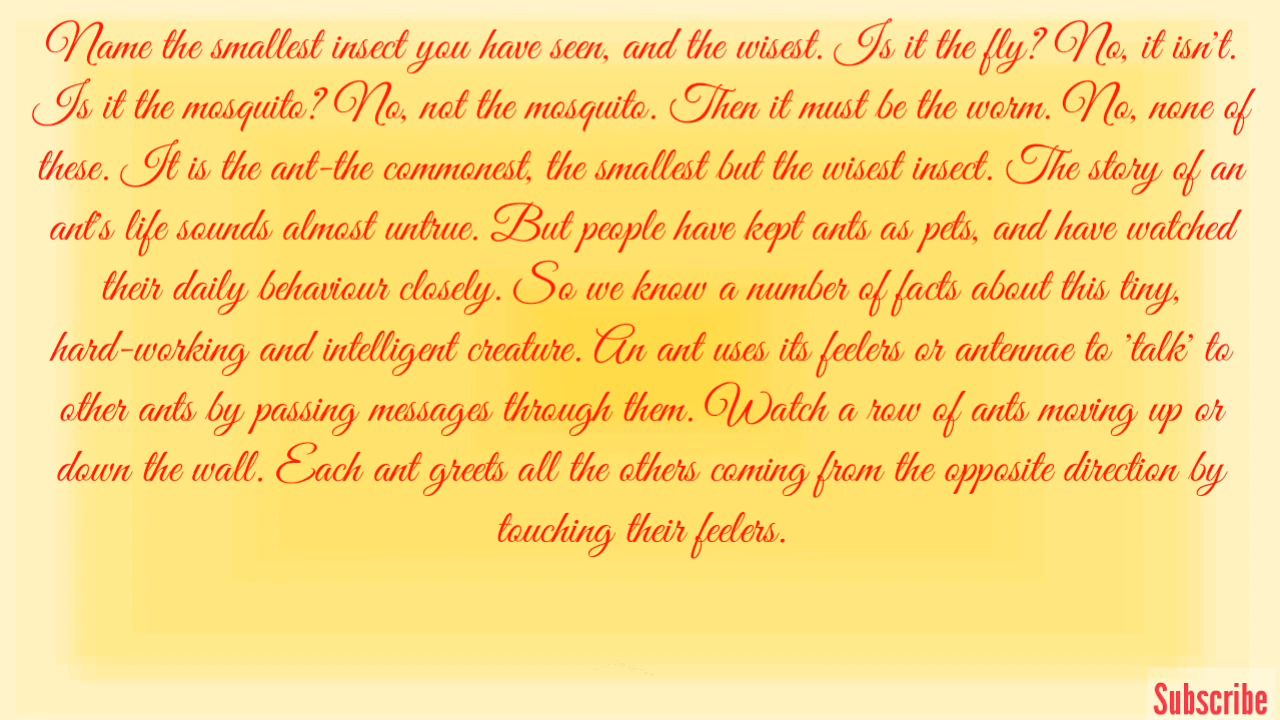 Name the smallest insect you have seen, and the wisest. Is it the fly? No, it isn't.
Is it the mosquito? No, not the mosquito. Then it must be the worm. No, none of
these. It is the ant-the commonest, the smallest but the wisest insect. The story of an
ant's life sounds almost untrue. But people have kept ants as pets, and have watched
their daily behaviour closely. So we know a number of facts about this tiny,
hard-working and intelligent creature. An ant uses its feelers or antennae to 'talk' to
other ants by passing messages through them. Watch a row of ants moving up or
down the wall. Each ant greets all the others coming from the opposite direction by
touching their feelers.
Subscribe